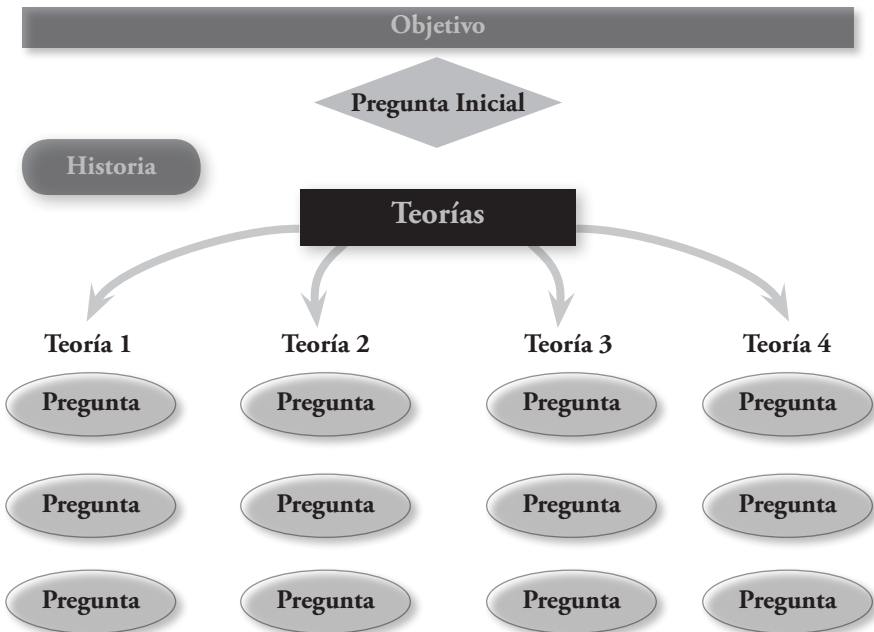 Objetivo
Pregunta Inicial
Historia
Teorías
Teoría 1 Teoría 2 Teoría 3 Teoría 4
Pregunta Pregunta Pregunta Pregunta
Pregunta Pregunta Pregunta Pregunta
Pregunta Pregunta Pregunta Pregunta